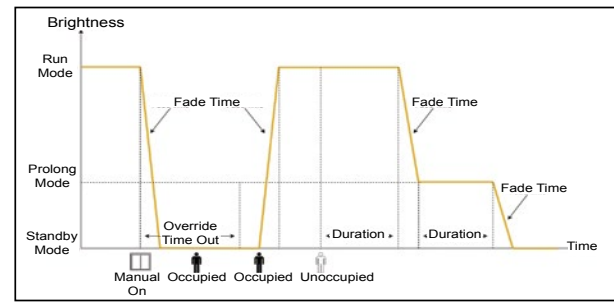 Brightness
Run
Mode
Fade Time
Fade Time
Prolong
Mode
Fade Time
Override
Time Out
Duration
Duration
Standby
Mode
Time
Manual
On
Occupied
Occupied
Unoccupied